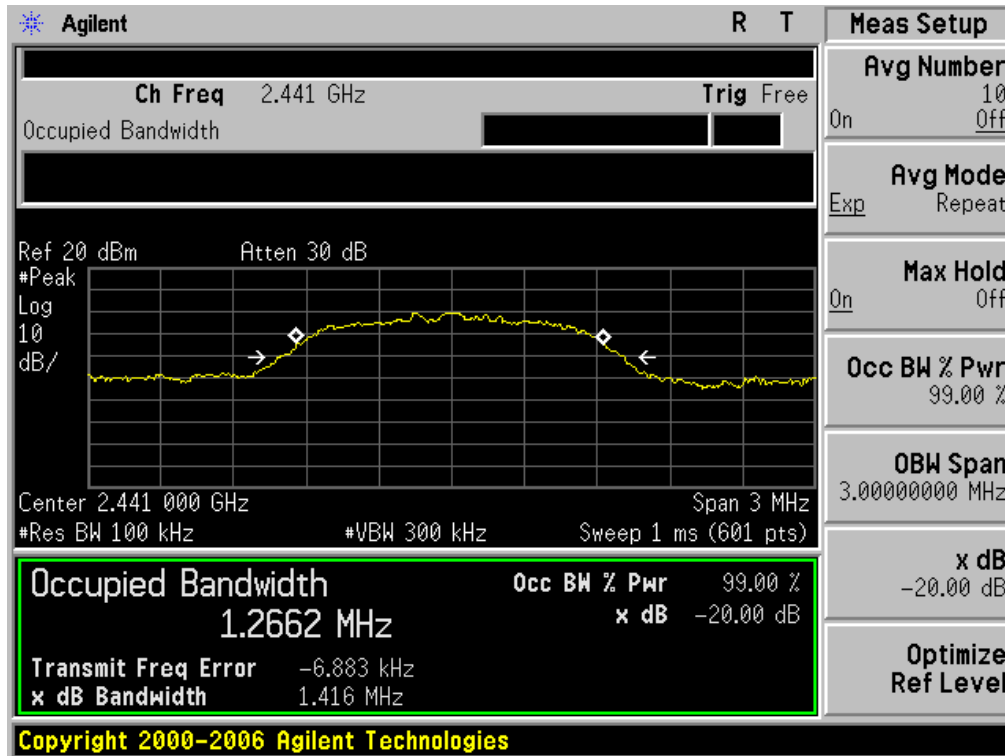 Agilent R T
Ch Freq 2.441 GHz Trig Free
Occupied Bandwidth
Ref 20 dBm Atten 30 dB
#Peak
Log
10
dB/
Center 2.441 000 GHz Span 3 MHz
#Res BW 100 kHz #VBW 300 kHz Sweep 1 ms (601 pts)
Occupied Bandwidth Occ BW % Pwr 99.00 %
1.2662 MHz x dB -20.00 dB
Transmit Freq Error -6.883 kHz
x dB Bandwidth 1.416 MHz
Copyright 2000-2006 Agilent Technologies
Meas Setup
Avg Number
10
On Off
Avg Mode
Exp Repeat
Max Hold
On Off
Occ BW % Pwr
99.00 %
OBW Span
3.00000000 MHz
x dB
-20.00 dB
Optimize
Ref Level